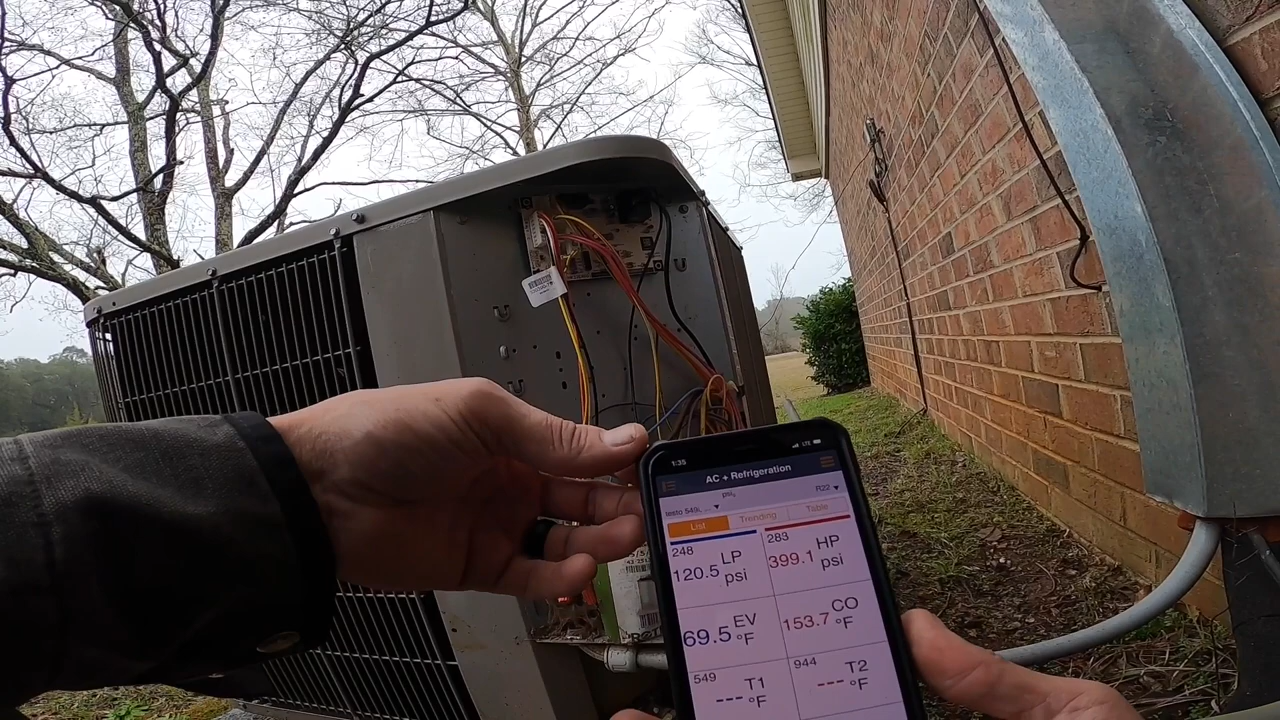 1:35
LTE
AC + Refrigeration
psi
testo 549i, ...
R22
List
Trending
Table
248
120.5 LP psi
283
399.1 HP psi
69.5 EV °F
153.7 CO °F
549
--- T1 °F
944
--- T2 °F